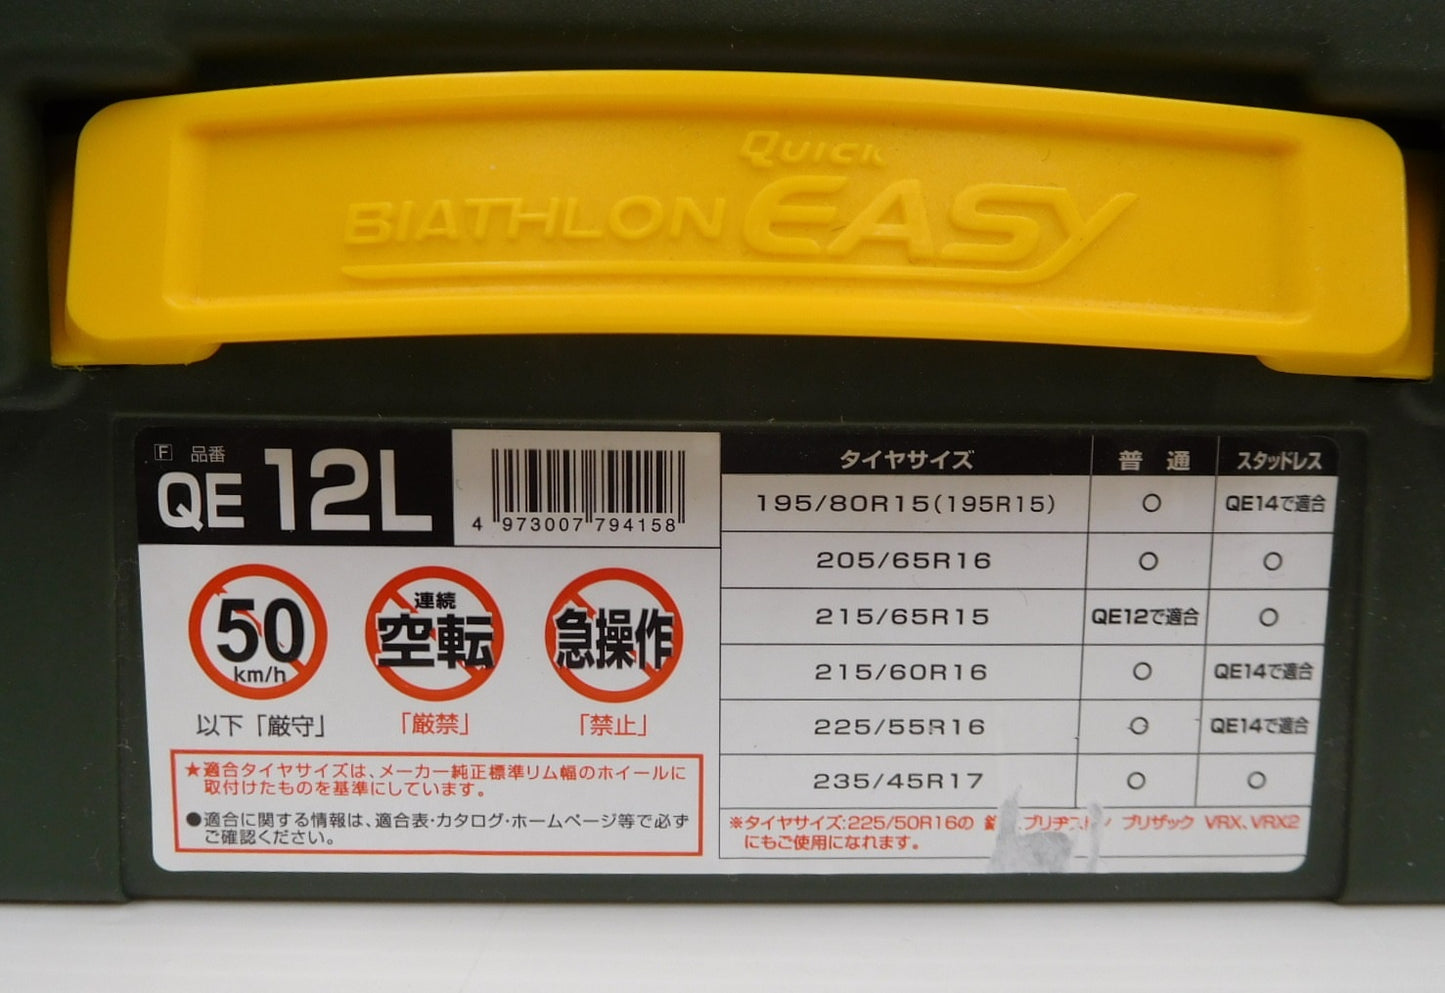 QUICK
BIATHLON EASY
F 品番
QE 12L
4 973007 794158
50
km/h
以下「厳守」
連続
空転
「厳禁」
急操作
「禁止」
★適合タイヤサイズは、メーカー純正標準リム幅のホイールに
取付けたものを基準にしています。
●適合に関する情報は、適合表・カタログ・ホームページ等で必ず
ご確認ください。
タイヤサイズ 普通 スタッドレス
195/80R15(195R15) ○ QE14で適合
205/65R16 ○ ○
215/65R15 QE12で適合 ○
215/60R16 ○ QE14で適合
225/55R16 ○ QE14で適合
235/45R17 ○ ○
※タイヤサイズ:225/50R16の ブリヂストン ブリザック VRX、VRX2
にもご使用になれます。